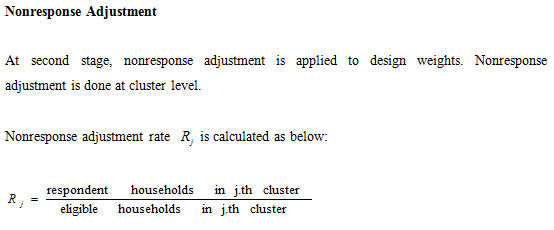 Nonresponse Adjustment
At second stage, nonresponse adjustment is applied to design weights. Nonresponse
adjustment is done at cluster level.
Nonresponse adjustment rate R_j is calculated as below:
R_j = respondent households in j.th cluster
eligible households in j.th cluster